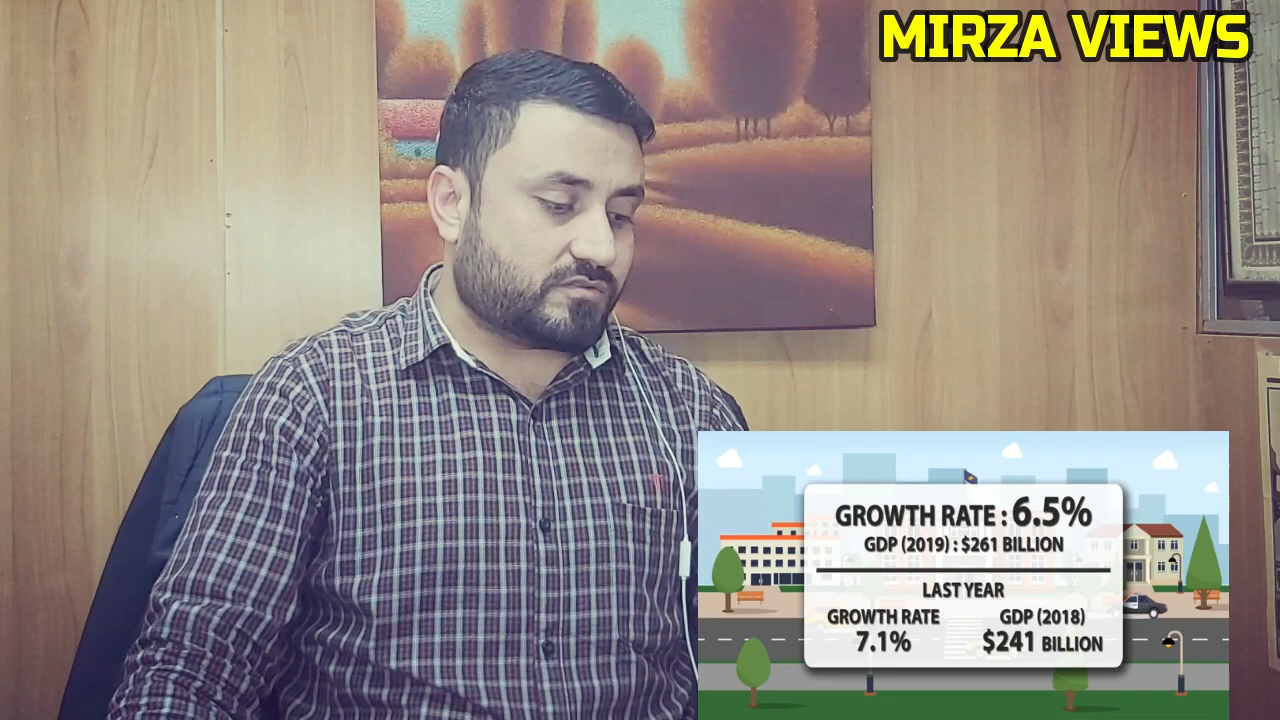 MIRZA VIEWS
GROWTH RATE : 6.5%
GDP (2019) : $261 BILLION
LAST YEAR
GROWTH RATE GDP (2018)
7.1% $241 BILLION